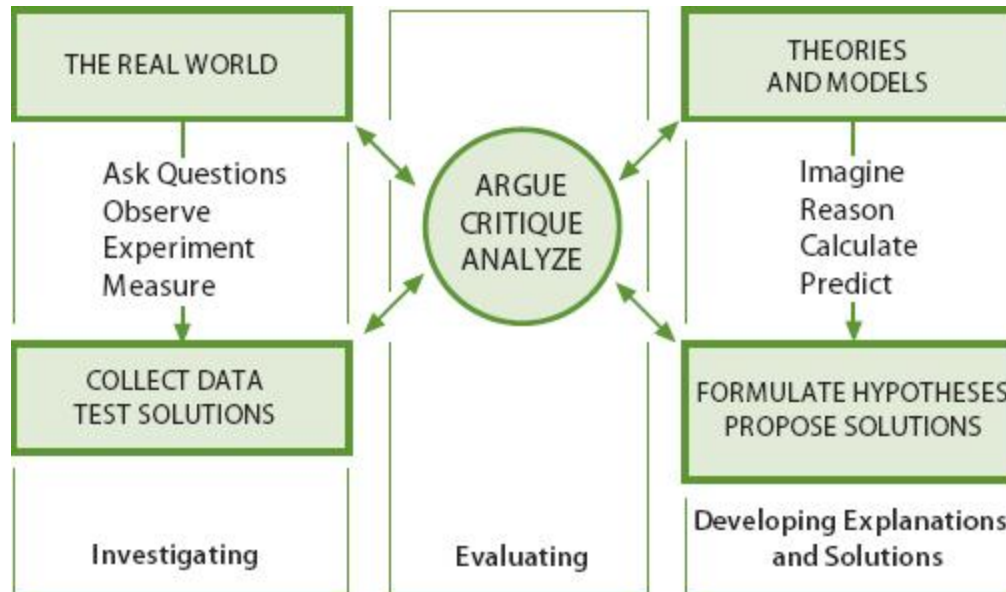 THE REAL WORLD
Ask Questions
Observe
Experiment
Measure
COLLECT DATA
TEST SOLUTIONS
Investigating
ARGUE
CRITIQUE
ANALYZE
Evaluating
THEORIES
AND MODELS
Imagine
Reason
Calculate
Predict
FORMULATE HYPOTHESES
PROPOSE SOLUTIONS
Developing Explanations
and Solutions